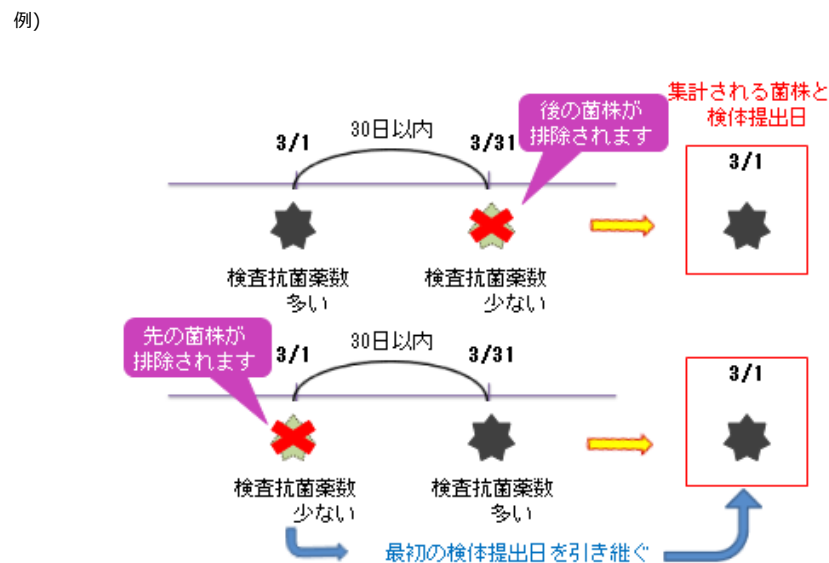 例)
集計される菌株と
検体提出日
後の菌株が
排除されます
30日以内
3/1
3/31
3/1
検査抗菌薬数
多い
検査抗菌薬数
少ない
先の菌株が
排除されます
30日以内
3/1
3/31
3/1
検査抗菌薬数
少ない
検査抗菌薬数
多い
最初の検体提出日を引き継ぐ